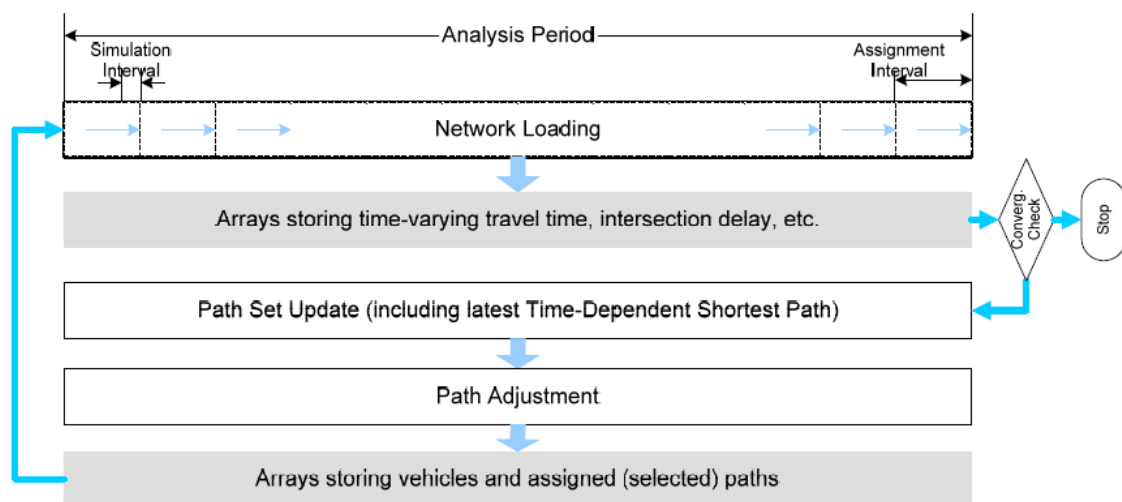 Analysis Period
Simulation
Interval
Assignment
Interval
Network Loading
Arrays storing time-varying travel time, intersection delay, etc.
Converg.
Check
Stop
Path Set Update (including latest Time-Dependent Shortest Path)
Path Adjustment
Arrays storing vehicles and assigned (selected) paths